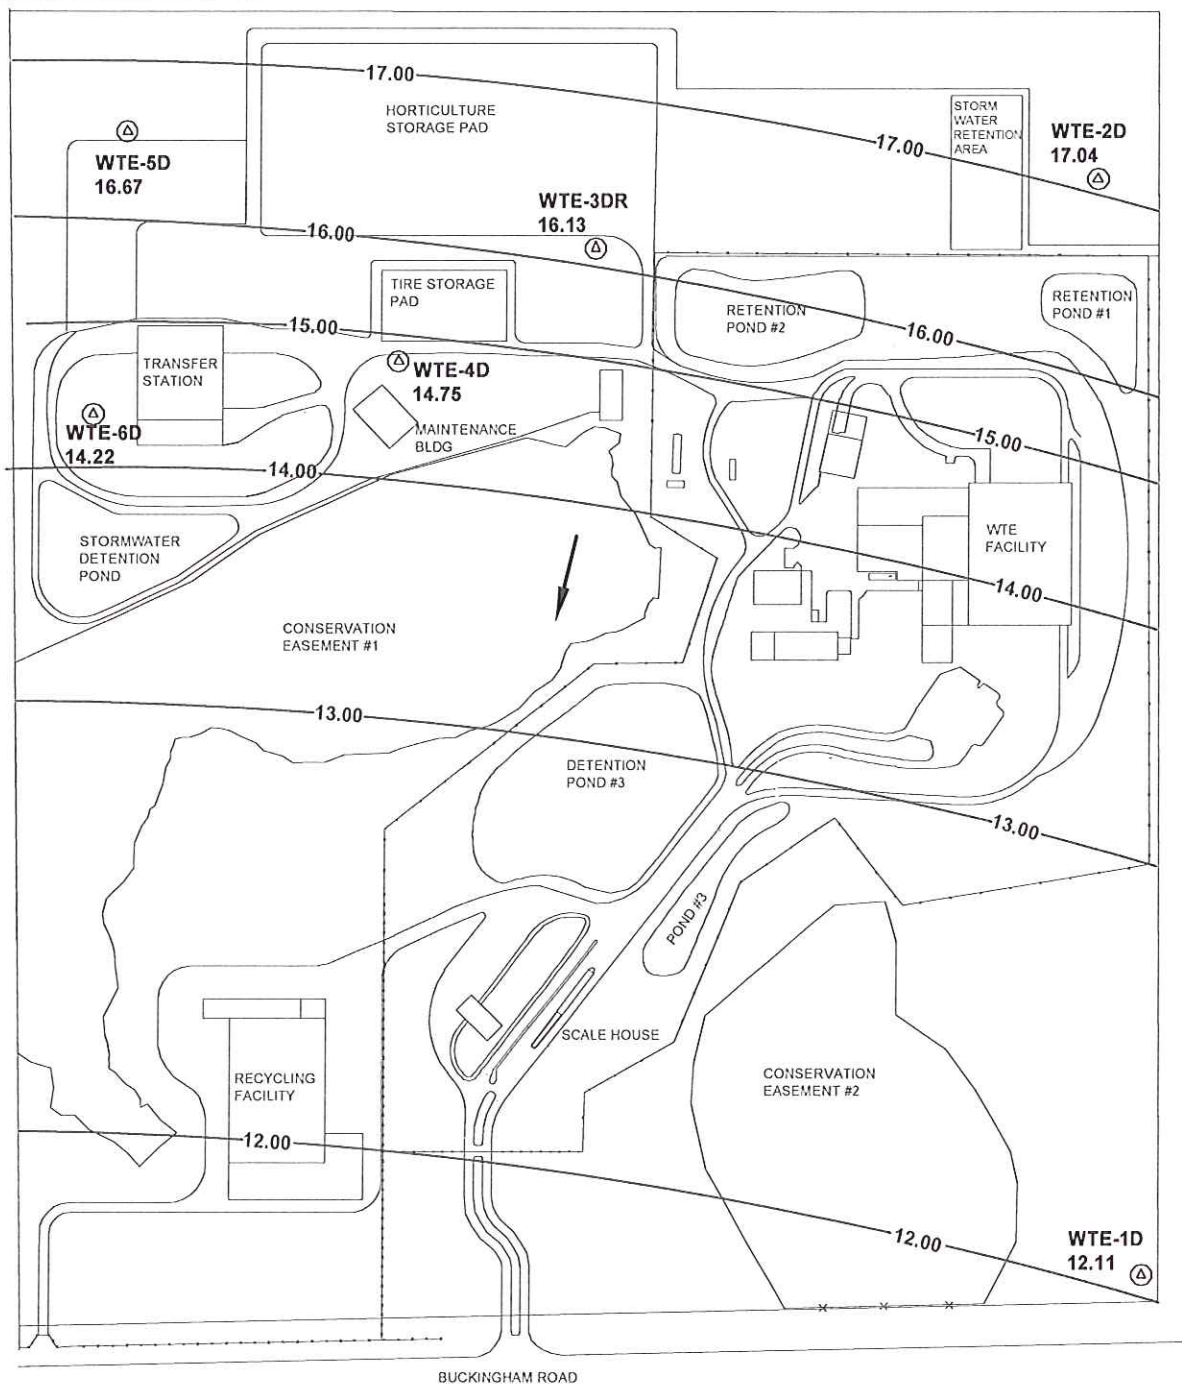 17.00
HORTICULTURE
STORAGE PAD
STORM
WATER
RETENTION
AREA
WTE-2D
17.04
17.00
WTE-5D
16.67
WTE-3DR
16.13
16.00
TIRE STORAGE
PAD
RETENTION
POND #2
RETENTION
POND #1
15.00
16.00
TRANSFER
STATION
WTE-4D
14.75
WTE-6D
14.22
MAINTENANCE
BLDG
15.00
14.00
STORMWATER
DETENTION
POND
WTE
FACILITY
14.00
CONSERVATION
EASEMENT #1
13.00
DETENTION
POND #3
13.00
POND #3
SCALE HOUSE
RECYCLING
FACILITY
CONSERVATION
EASEMENT #2
12.00
12.00
WTE-1D
12.11
BUCKINGHAM ROAD